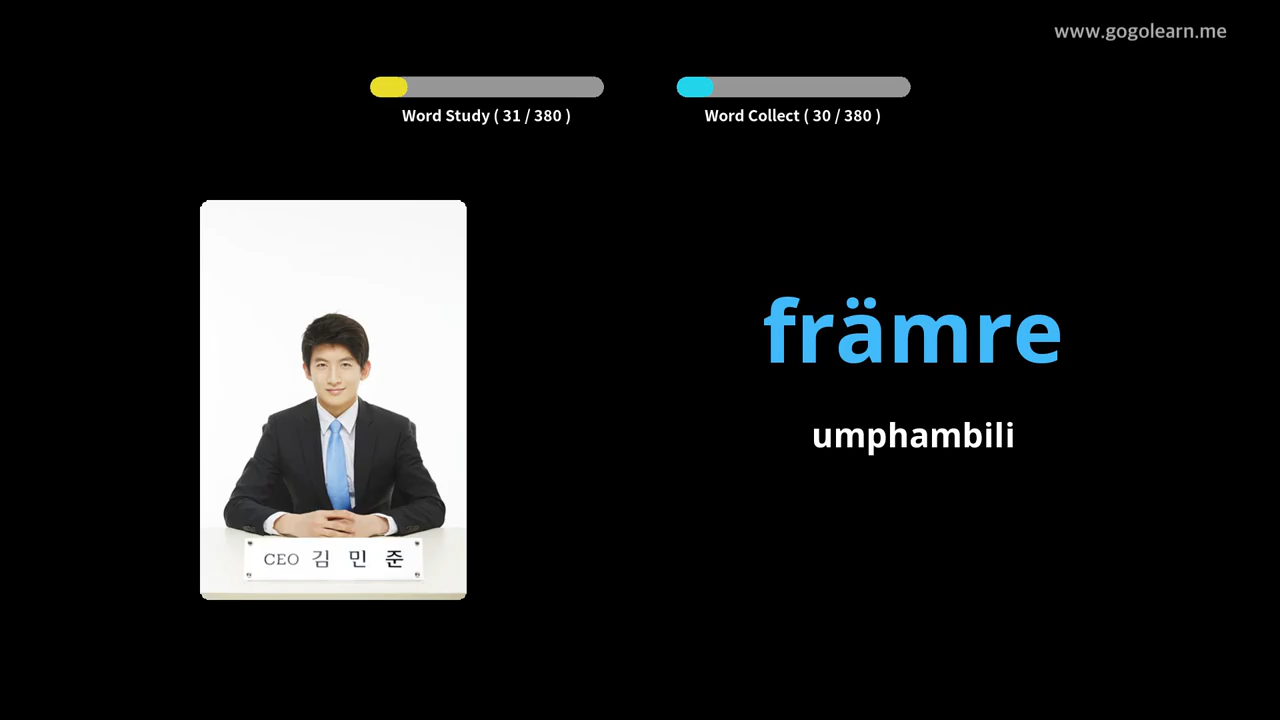 www.gogolearn.me
Word Study ( 31 / 380 )
Word Collect ( 30 / 380 )
främre
umphambili
CEO 김 민 준